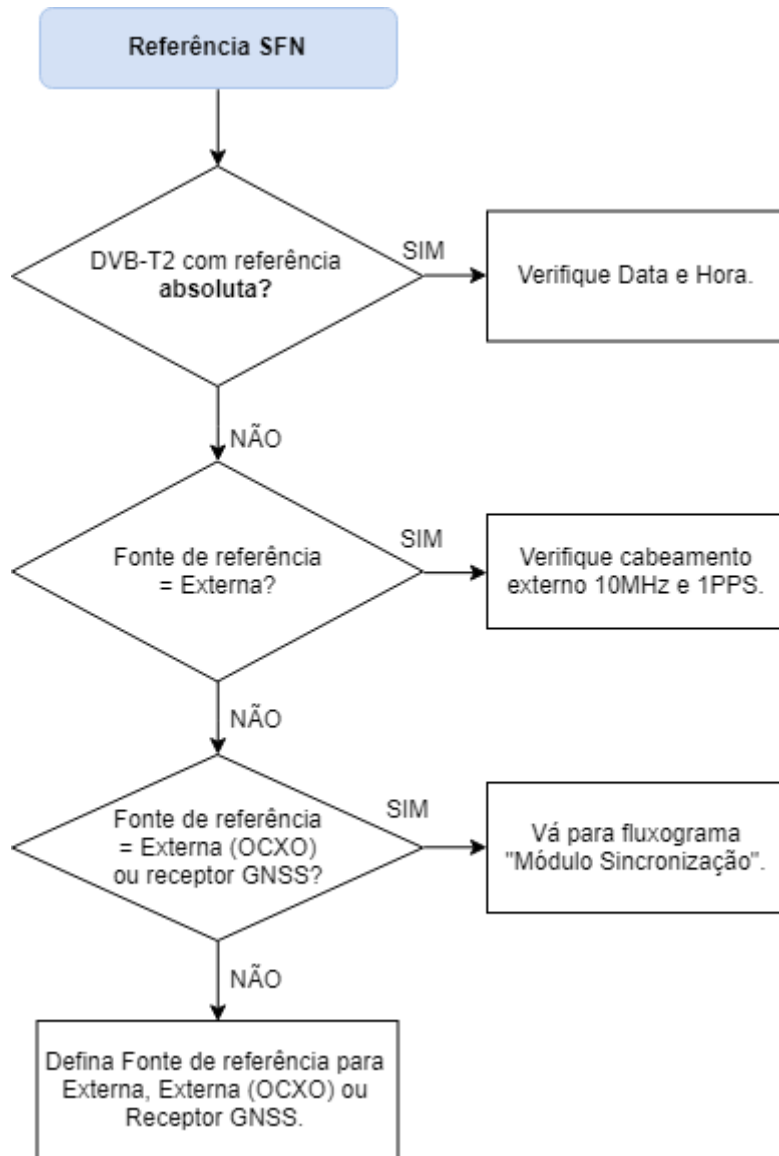 Referência SFN
DVB-T2 com referência
absoluta?
SIM
Verifique Data e Hora.
NÃO
Fonte de referência
= Externa?
SIM
Verifique cabeamento
externo 10MHz e 1PPS.
NÃO
Fonte de referência
= Externa (OCXO)
ou receptor GNSS?
SIM
Vá para fluxograma
"Módulo Sincronização".
NÃO
Defina Fonte de referência para
Externa, Externa (OCXO) ou
Receptor GNSS.